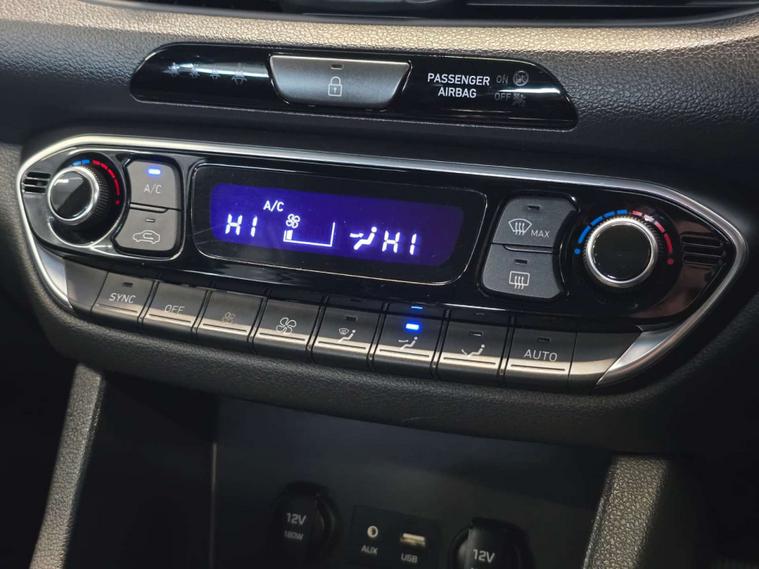 PASSENGER
AIRBAG
ON
OFF
A/C
A/C
HI
HI
MAX
SYNC
OFF
AUTO
12V
180W
AUX
USB
12V